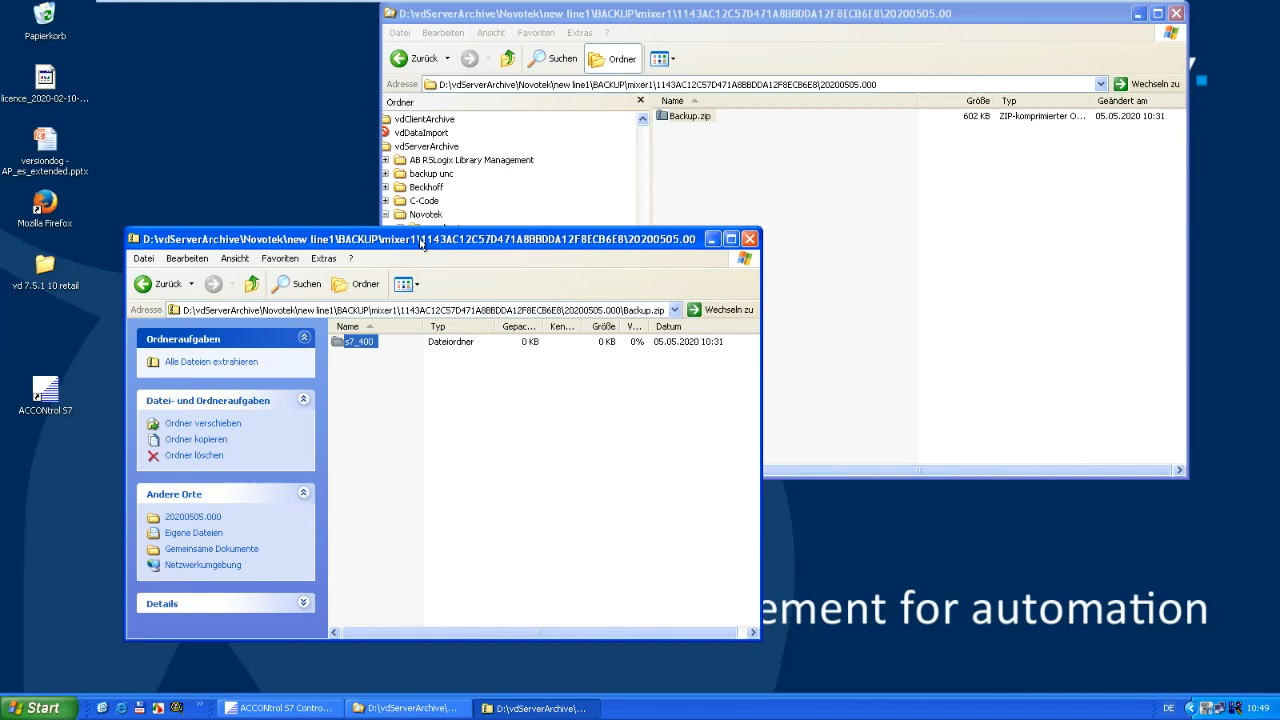 Papierkorb
licence_2020-02-10-...
versiondog -
AP_es_extended.pptx
Mozilla Firefox
vd 7.5.1 10 retail
ACCONtrol S7
D:\vdServerArchive\Novotek\new line1\BACKUP\mixer1\1143AC12C57D471A8BBDDA12F8ECB6E8\20200505.00
Datei Bearbeiten Ansicht Favoriten Extras ?
Zurück Suchen Ordner
Adresse D:\vdServerArchive\Novotek\new line1\BACKUP\mixer1\1143AC12C57D471A8BBDDA12F8ECB6E8\20200505.000 Wechseln zu
Ordner
vdClientArchive
vdDataImport
vdServerArchive
AB RSLogix Library Management
backup unc
Beckhoff
C-Code
Novotek
Name Größe Typ Geändert am
Backup.zip 602 KB ZIP-komprimierter O... 05.05.2020 10:31
D:\vdServerArchive\Novotek\new line1\BACKUP\mixer1\1143AC12C57D471A8BBDDA12F8ECB6E8\20200505.00
Datei Bearbeiten Ansicht Favoriten Extras ?
Zurück Suchen Ordner
Adresse D:\vdServerArchive\Novotek\new line1\BACKUP\mixer1\1143AC12C57D471A8BBDDA12F8ECB6E8\20200505.000\Backup.zip Wechseln zu
Ordneraufgaben
Alle Dateien extrahieren
Datei- und Ordneraufgaben
Ordner verschieben
Ordner kopieren
Ordner löschen
Andere Orte
20200505.000
Eigene Dateien
Gemeinsame Dokumente
Netzwerkumgebung
Details
Name Typ Gepac... Ken... Größe V... Datum
s7_400 Dateiordner 0 KB 0 KB 0% 05.05.2020 10:31
ement for automation
Start ACCONtrol S7 Contro... D:\vdServerArchive\... D:\vdServerArchive\... DE 10:49